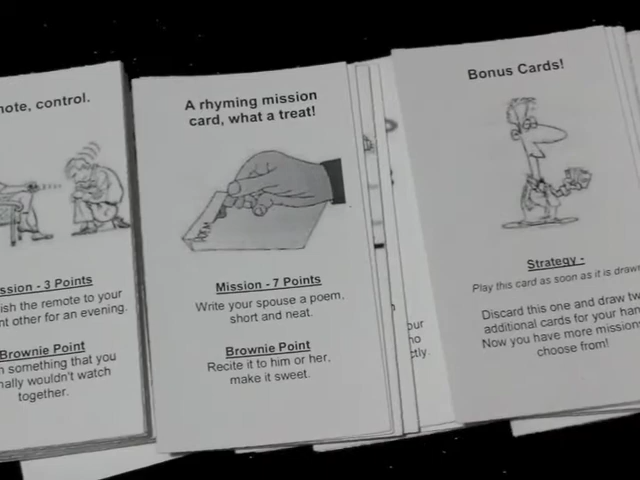 note, control.
ssion - 3 Points
ish the remote to your
nt other for an evening.
Brownie Point
something that you
nally wouldn't watch
together.
A rhyming mission
card, what a treat!
Poem
Mission - 7 Points
Write your spouse a poem,
short and neat.
Brownie Point
Recite it to him or her,
make it sweet.
our
no
ctly.
Bonus Cards!
Strategy -
Play this card as soon as it is drawn
Discard this one and draw tw
additional cards for your han
Now you have more mission
choose from!